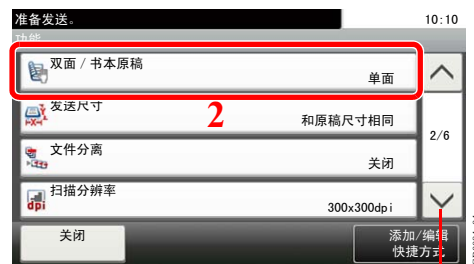 准备发送。 10:10
功能
双面 / 书本原稿
单面
发送尺寸
和原稿尺寸相同
2
2/6
文件分离
关闭
扫描分辨率
300x300dpi
dpi
关闭
添加/编辑
快捷方式